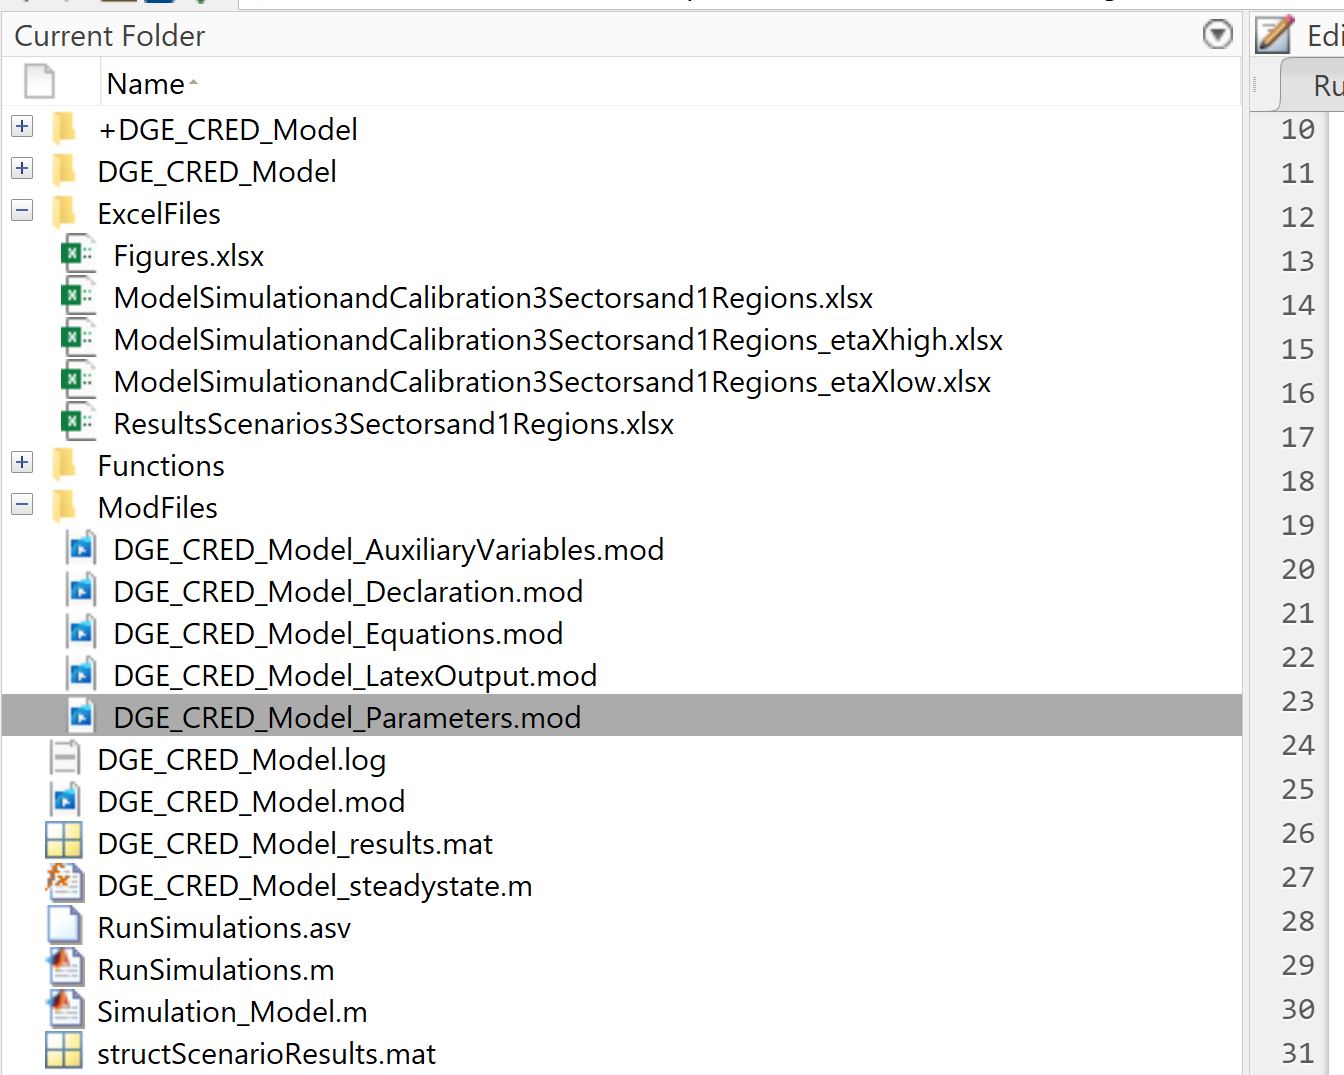 Current Folder
Name
+DGE_CRED_Model
DGE_CRED_Model
ExcelFiles
Figures.xlsx
ModelSimulationandCalibration3Sectorsand1Regions.xlsx
ModelSimulationandCalibration3Sectorsand1Regions_etaXhigh.xlsx
ModelSimulationandCalibration3Sectorsand1Regions_etaXlow.xlsx
ResultsScenarios3Sectorsand1Regions.xlsx
Functions
ModFiles
DGE_CRED_Model_AuxiliaryVariables.mod
DGE_CRED_Model_Declaration.mod
DGE_CRED_Model_Equations.mod
DGE_CRED_Model_LatexOutput.mod
DGE_CRED_Model_Parameters.mod
DGE_CRED_Model.log
DGE_CRED_Model.mod
DGE_CRED_Model_results.mat
DGE_CRED_Model_steadystate.m
RunSimulations.asv
RunSimulations.m
Simulation_Model.m
structScenarioResults.mat
Edi
Ru
10
11
12
13
14
15
16
17
18
19
20
21
22
23
24
25
26
27
28
29
30
31